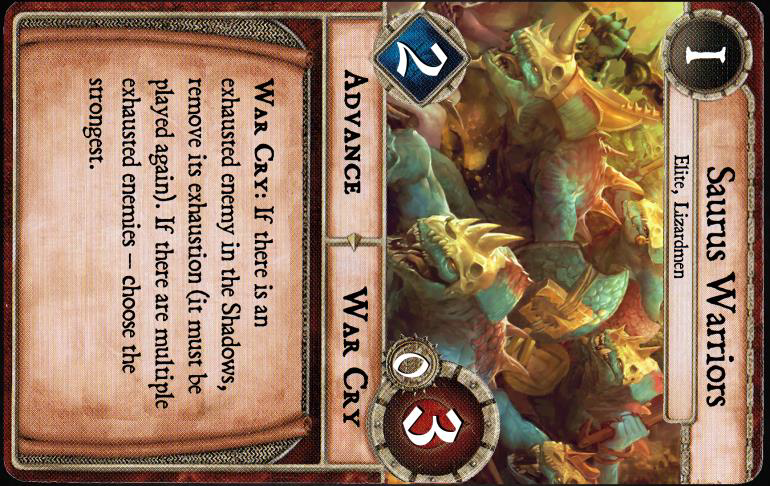 1
Saurus Warriors
Elite, Lizardmen
2
0
3
ADVANCE
WAR CRY
WAR CRY: If there is an
exhausted enemy in the Shadows,
remove its exhaustion (it must be
played again). If there are multiple
exhausted enemies – choose the
strongest.